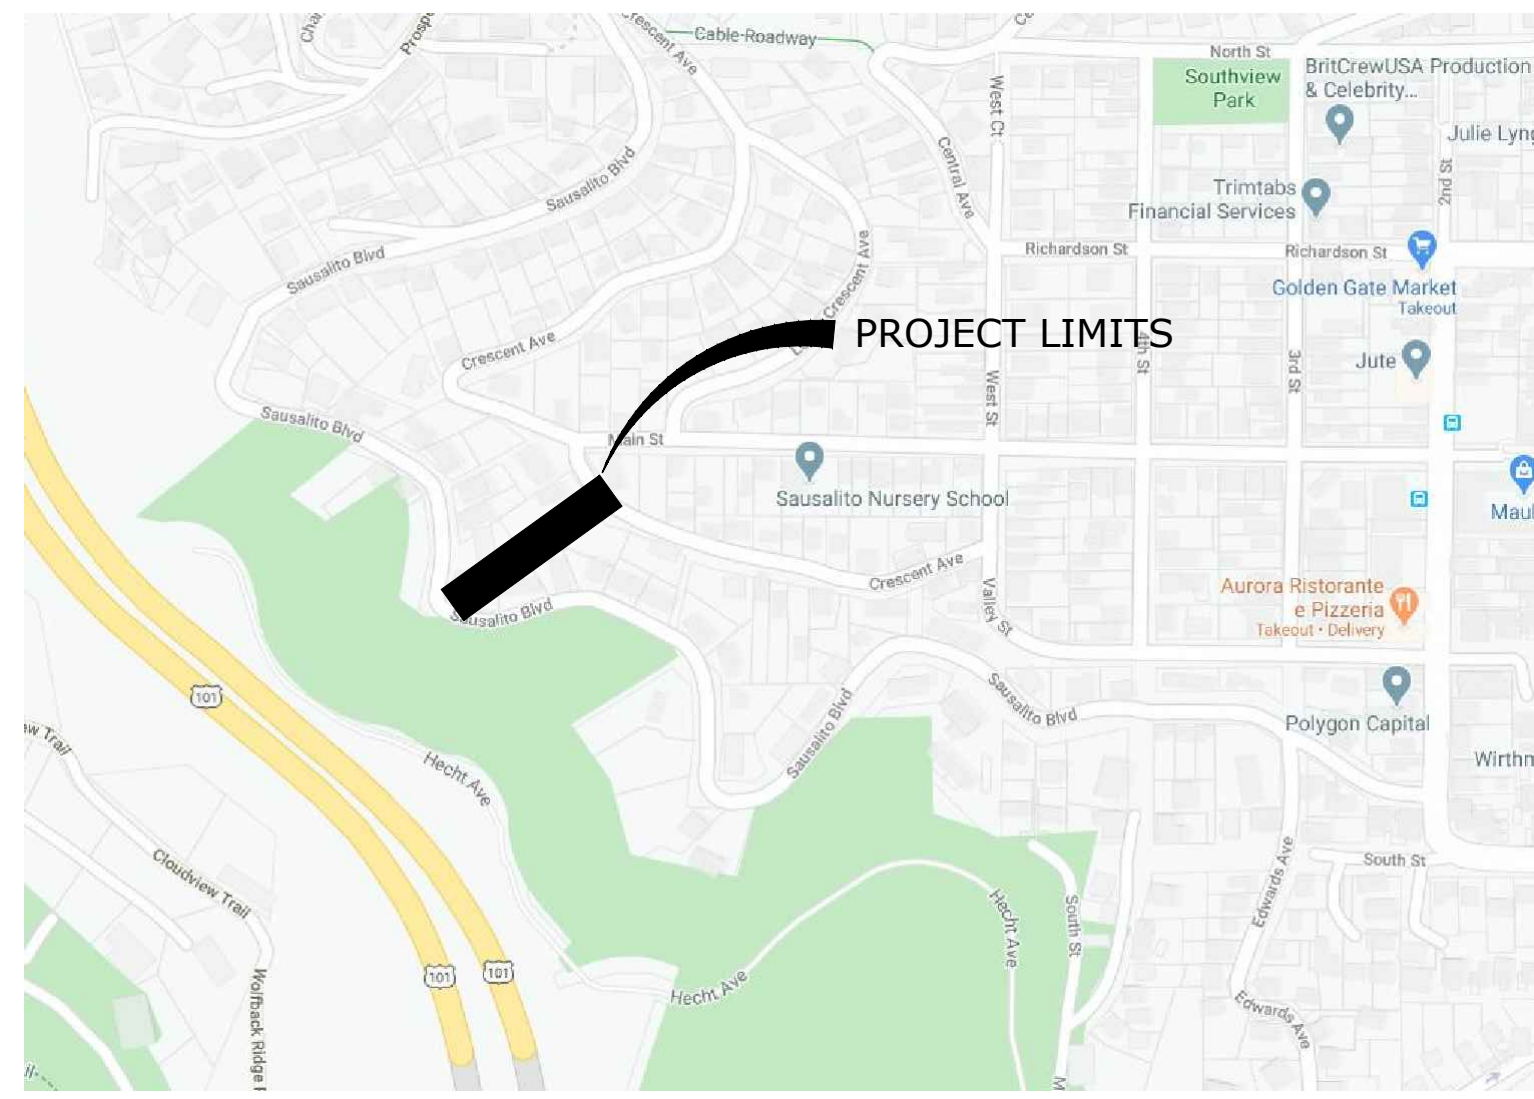 Crescent Ave
Cable Roadway
North St
BritCrewUSA Production
& Celebrity...
Southview
Park
West Ct
Julie Lyng
Central Ave
2nd St
Sausalito Blvd
Trimtabs
Financial Services
Richardson St
Richardson St
Sausalito Blvd
Golden Gate Market
Takeout
Crescent Ave
PROJECT LIMITS
4th St
Crescent Ave
Jute
3rd St
West St
Sausalito Blvd
Main St
Sausalito Nursery School
Maul
Crescent Ave
Valley St
Aurora Ristorante
e Pizzeria
Takeout • Delivery
Sausalito Blvd
101
Sausalito Blvd
Sausalito Blvd
Polygon Capital
Hecht Ave
Wirthm
Cloudview Trail
South St
Edwards Ave
Hecht Ave
South St
101
101
Hecht Ave
Wolfback Ridge
Edwards Ave